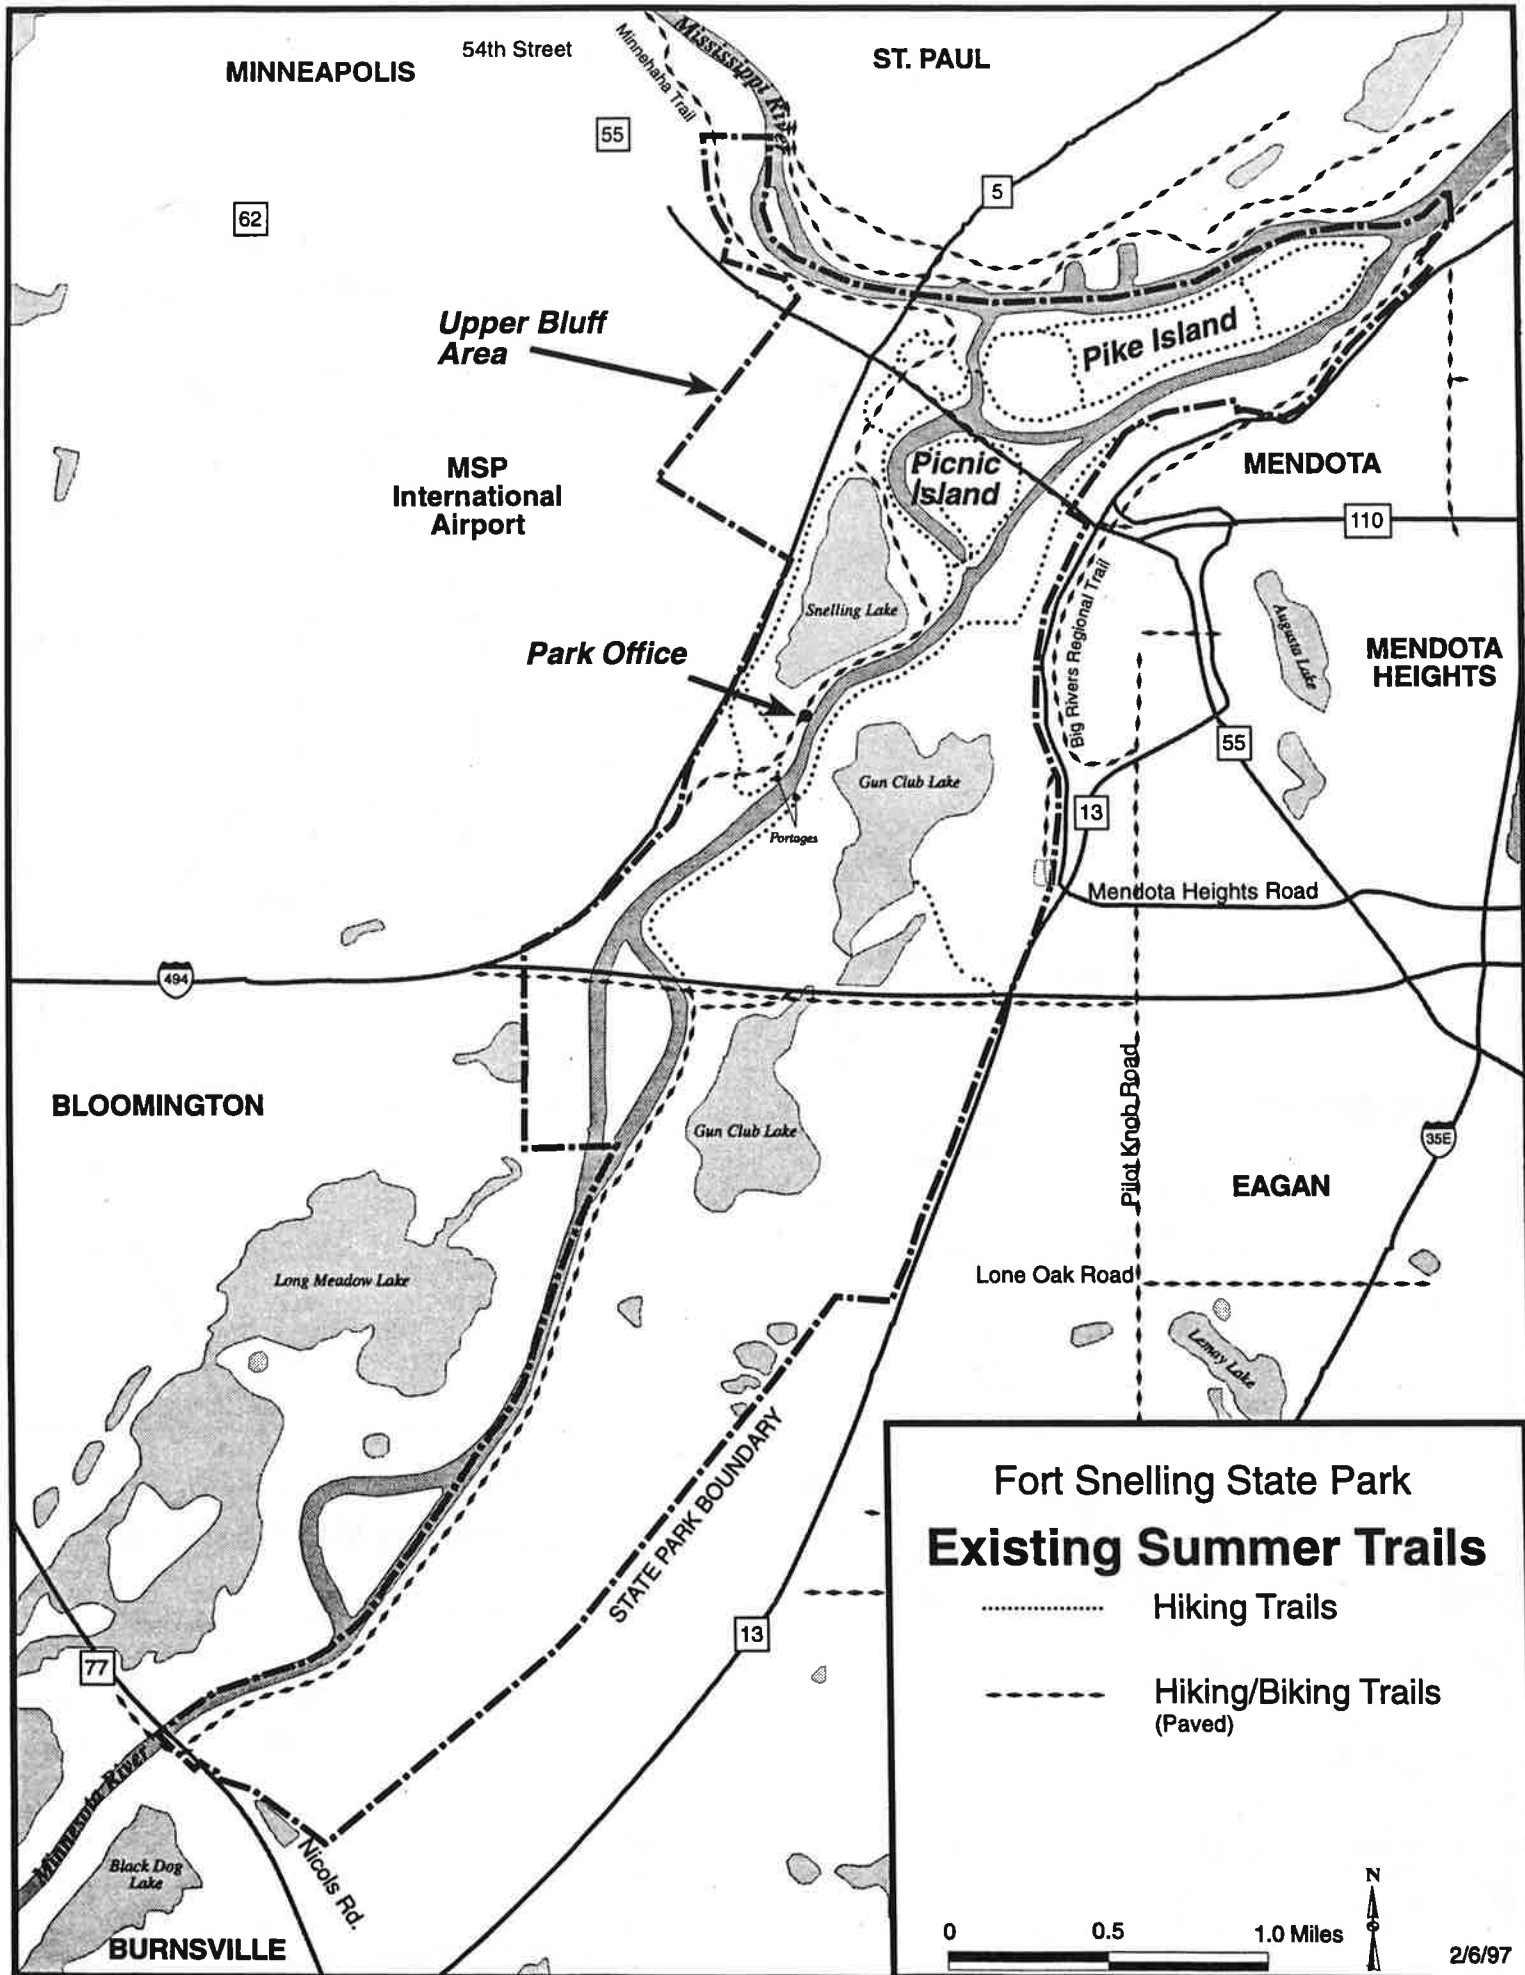 MINNEAPOLIS
54th Street
Minnehaha Trail
Mississippi River
ST. PAUL
55
62
5
Upper Bluff
Area
Pike Island
MSP
International
Airport
Picnic
Island
MENDOTA
110
Snelling Lake
Big Rivers Regional Trail
Augusta Lake
MENDOTA
HEIGHTS
Park Office
55
Gun Club Lake
13
Portages
Mendota Heights Road
494
BLOOMINGTON
Gun Club Lake
Pilot Knob Road
35E
EAGAN
Long Meadow Lake
Lone Oak Road
Lemay Lake
STATE PARK BOUNDARY
13
77
Minnesota River
Nicols Rd.
Black Dog
Lake
BURNSVILLE
Fort Snelling State Park
Existing Summer Trails
Hiking Trails
Hiking/Biking Trails
(Paved)
N
0 0.5 1.0 Miles
2/6/97